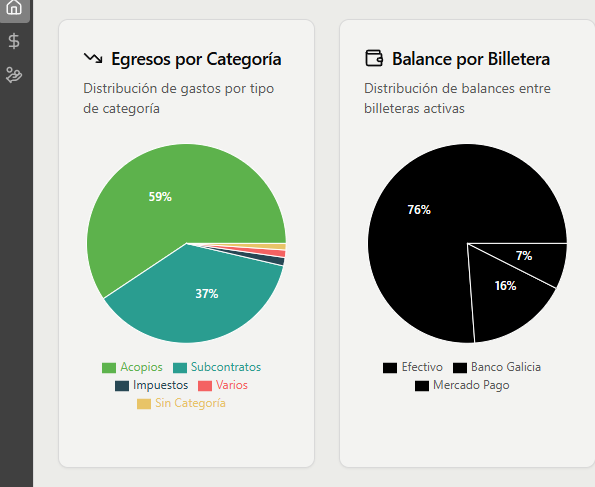 Egresos por Categoría
Distribución de gastos por tipo
de categoría
59%
37%
Acopios Subcontratos
Impuestos Varios
Sin Categoría
Balance por Billetera
Distribución de balances entre
billeteras activas
76%
7%
16%
Efectivo Banco Galicia
Mercado Pago